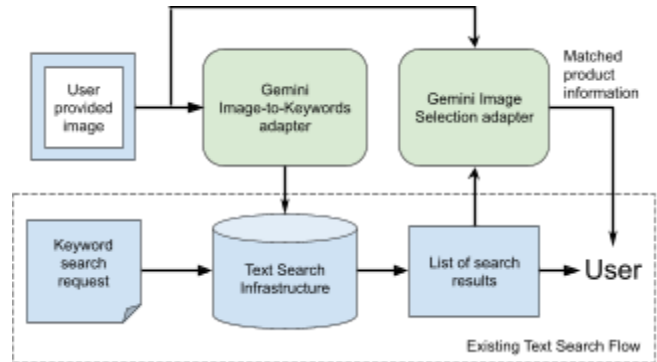 User
provided
image
Gemini
Image-to-Keywords
adapter
Gemini Image
Selection adapter
Matched
product
information
Keyword
search
request
Text Search
Infrastructure
List of search
results
User
Existing Text Search Flow